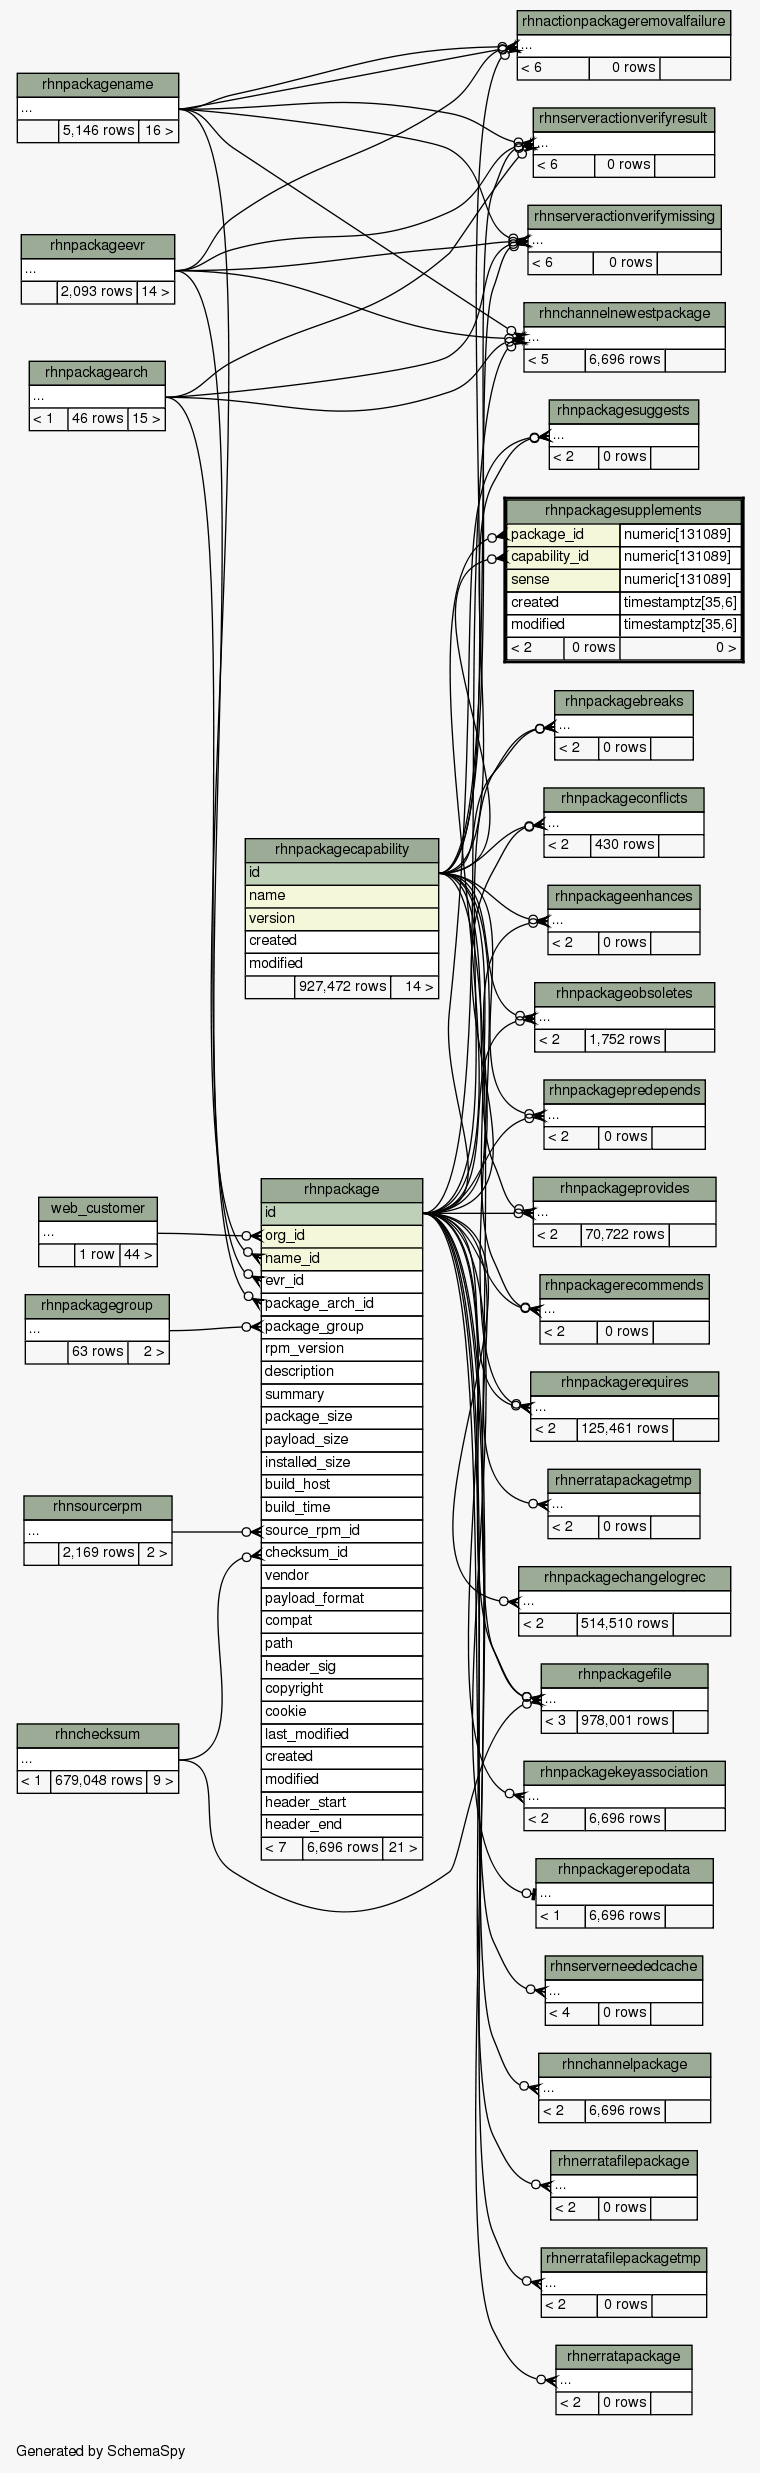 rhnactionpackageremovalfailure
...
< 6 0 rows
rhnpackagename
...
5,146 rows 16 >
rhnserveractionverifyresult
...
< 6 0 rows
rhnserveractionverifymissing
...
< 6 0 rows
rhnpackageevr
...
2,093 rows 14 >
rhnchannelnewestpackage
...
< 5 6,696 rows
rhnpackagearch
...
< 1 46 rows 15 >
rhnpackagesuggests
...
< 2 0 rows
rhnpackagesupplements
package_id numeric[131089]
capability_id numeric[131089]
sense numeric[131089]
created timestamptz[35,6]
modified timestamptz[35,6]
< 2 0 rows 0 >
rhnpackagebreaks
...
< 2 0 rows
rhnpackageconflicts
...
< 2 430 rows
rhnpackagecapability
id
name
version
created
modified
927,472 rows 14 >
rhnpackageenhances
...
< 2 0 rows
rhnpackageobsoletes
...
< 2 1,752 rows
rhnpackagepredepends
...
< 2 0 rows
rhnpackageprovides
...
< 2 70,722 rows
rhnpackage
id
org_id
name_id
evr_id
package_arch_id
package_group
rpm_version
description
summary
package_size
payload_size
installed_size
build_host
build_time
source_rpm_id
checksum_id
vendor
payload_format
compat
path
header_sig
copyright
cookie
last_modified
created
modified
header_start
header_end
< 7 6,696 rows 21 >
web_customer
...
1 row 44 >
rhnpackagegroup
...
63 rows 2 >
rhnsourcerpm
...
2,169 rows 2 >
rhnchecksum
...
< 1 679,048 rows 9 >
rhnpackagerecommends
...
< 2 0 rows
rhnpackagerequires
...
< 2 125,461 rows
rhnerratapackagetmp
...
< 2 0 rows
rhnpackagechangelogrec
...
< 2 514,510 rows
rhnpackagefile
...
< 3 978,001 rows
rhnpackagekeyassociation
...
< 2 6,696 rows
rhnpackagerepodata
...
< 1 6,696 rows
rhnserverneededcache
...
< 4 0 rows
rhnchannelpackage
...
< 2 6,696 rows
rhnerratafilepackage
...
< 2 0 rows
rhnerratafilepackagetmp
...
< 2 0 rows
rhnerratapackage
...
< 2 0 rows
Generated by SchemaSpy